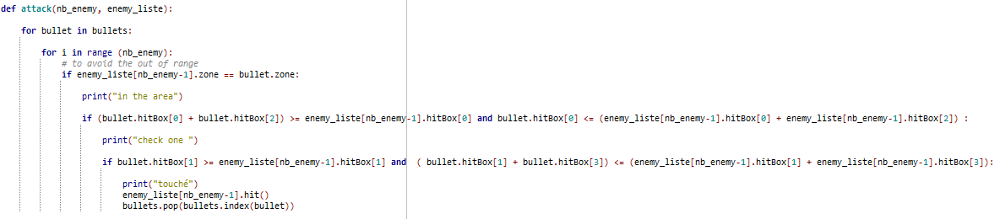 def attack(nb_enemy, enemy_liste):
for bullet in bullets:
for i in range (nb_enemy):
# to avoid the out of range
if enemy_liste[nb_enemy-1].zone == bullet.zone:
print("in the area")
if (bullet.hitBox[0] + bullet.hitBox[2]) >= enemy_liste[nb_enemy-1].hitBox[0] and bullet.hitBox[0] <= (enemy_liste[nb_enemy-1].hitBox[0] + enemy_liste[nb_enemy-1].hitBox[2]) :
print("check one ")
if bullet.hitBox[1] >= enemy_liste[nb_enemy-1].hitBox[1] and  ( bullet.hitBox[1] + bullet.hitBox[3]) <= (enemy_liste[nb_enemy-1].hitBox[1] + enemy_liste[nb_enemy-1].hitBox[3]):
print("touché")
enemy_liste[nb_enemy-1].hit()
bullets.pop(bullets.index(bullet))